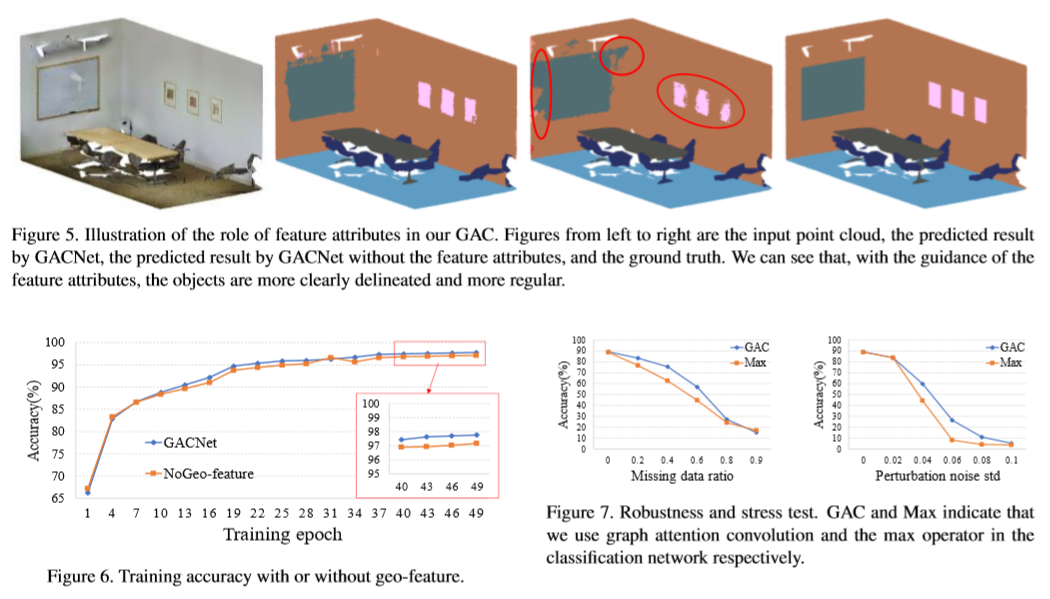 Figure 5. Illustration of the role of feature attributes in our GAC. Figures from left to right are the input point cloud, the predicted result
by GACNet, the predicted result by GACNet without the feature attributes, and the ground truth. We can see that, with the guidance of the
feature attributes, the objects are more clearly delineated and more regular.
100
95
90
85
80
75
70
65
Accuracy(%)
GACNet
NoGeo-feature
100
99
98
97
96
95
40 43 46 49
1 4 7 10 13 16 19 22 25 28 31 34 37 40 43 46 49
Training epoch
Figure 6. Training accuracy with or without geo-feature.
100
90
80
70
60
50
40
30
20
10
0
Accuracy(%)
GAC
Max
0 0.2 0.4 0.6 0.8 0.9
Missing data ratio
100
90
80
70
60
50
40
30
20
10
0
Accuracy(%)
GAC
Max
0 0.02 0.04 0.06 0.08 0.1
Perturbation noise std
Figure 7. Robustness and stress test. GAC and Max indicate that
we use graph attention convolution and the max operator in the
classification network respectively.